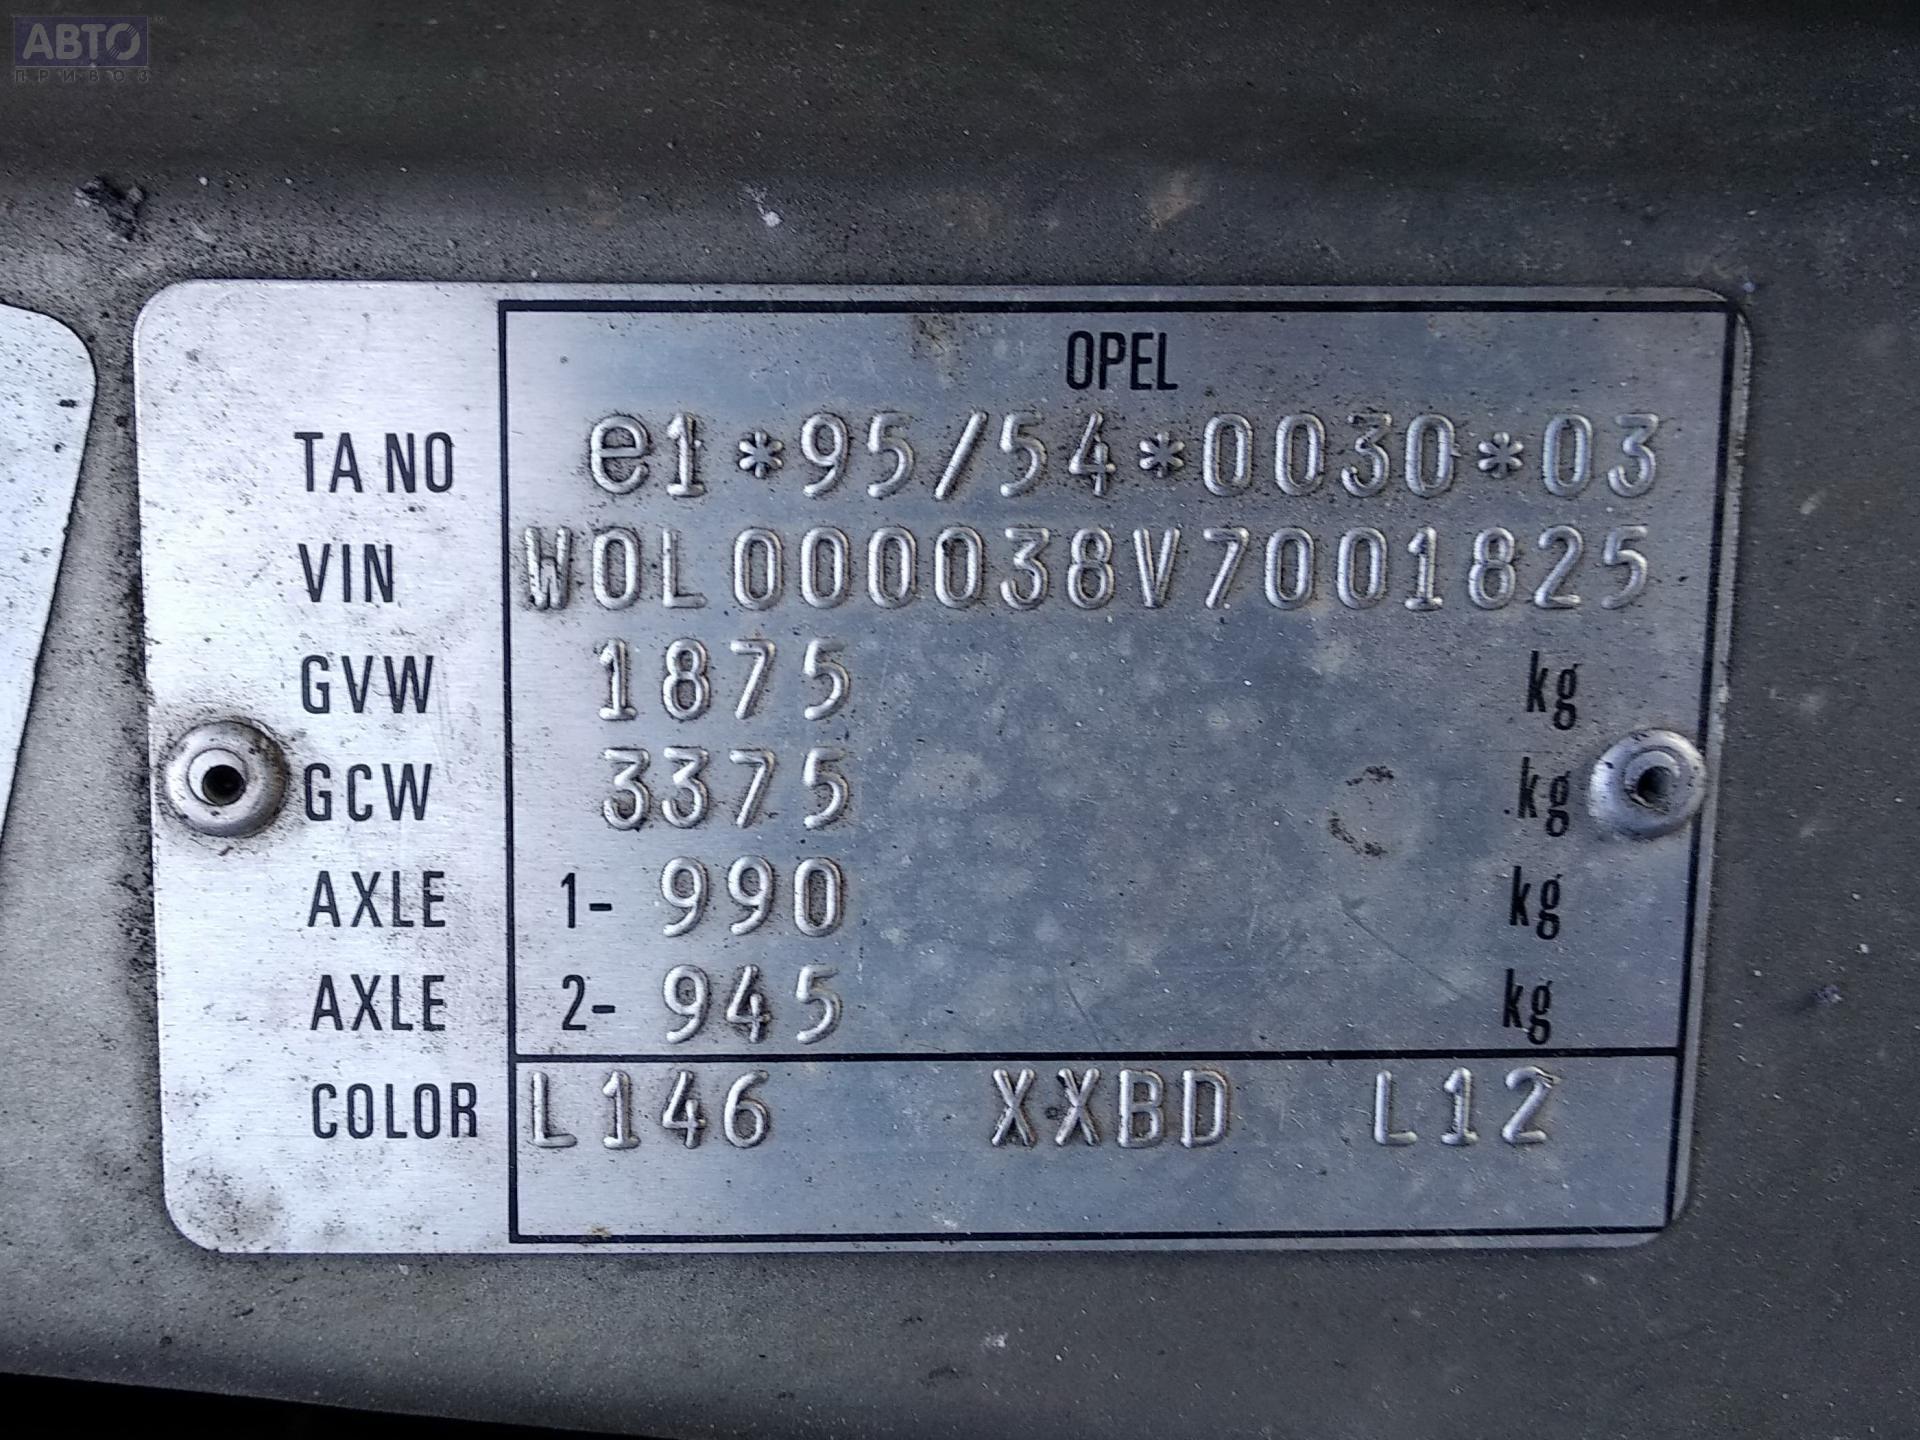 АВТО
ПРИВОЗ
OPEL
TA NO e1*95/54*0030*03
VIN W0L000038V7001825
GVW 1875 kg
GCW 3375 kg
AXLE 1- 990 kg
AXLE 2- 945 kg
COLOR L146 XXBD L12